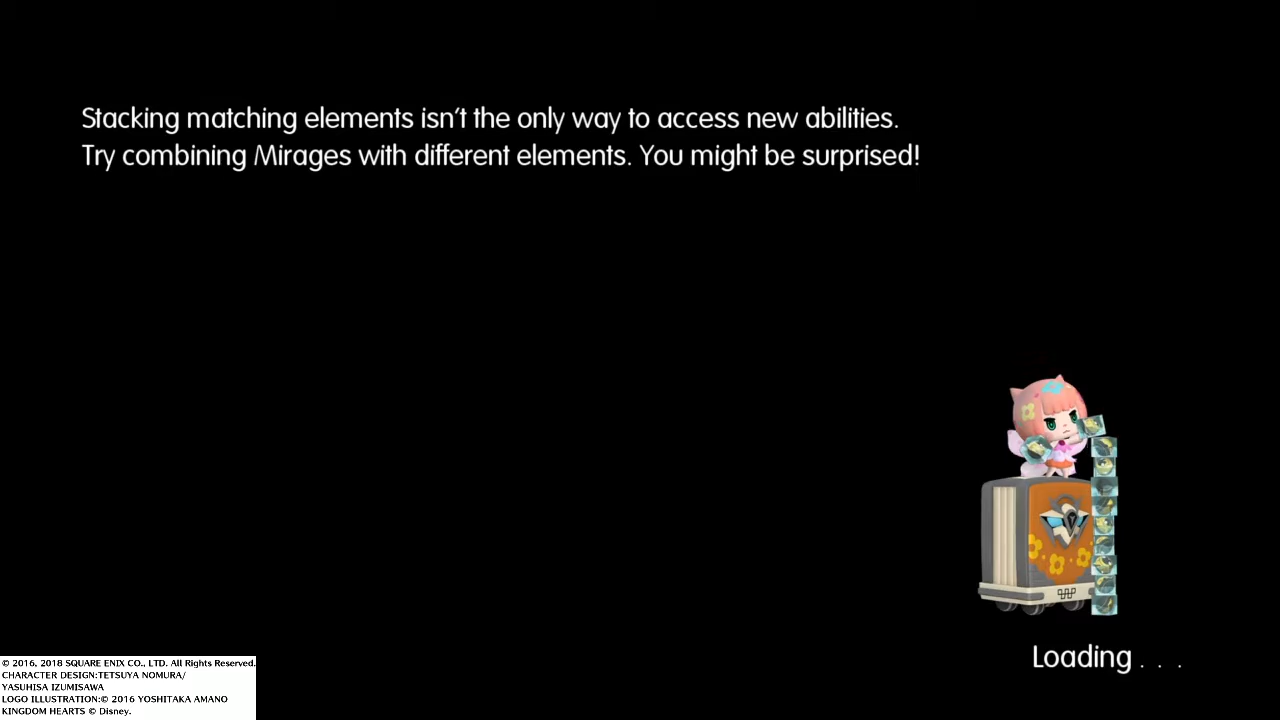 Stacking matching elements isn't the only way to access new abilities.
Try combining Mirages with different elements. You might be surprised!
Loading . . .
© 2016, 2018 SQUARE ENIX CO., LTD. All Rights Reserved.
CHARACTER DESIGN:TETSUYA NOMURA/
YASUHISA IZUMISAWA
LOGO ILLUSTRATION:© 2016 YOSHITAKA AMANO
KINGDOM HEARTS © Disney.